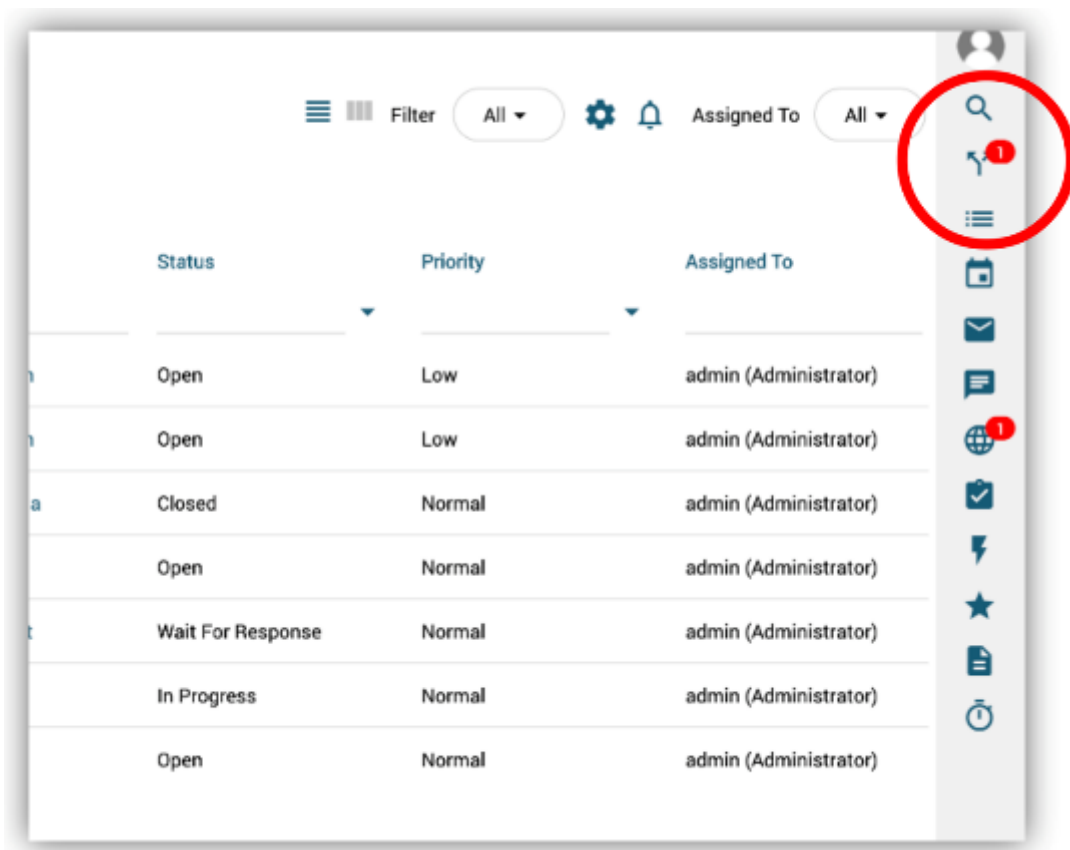 Filter All Assigned To All
1
Status Priority Assigned To
Open Low admin (Administrator)
Open Low admin (Administrator)
1
a Closed Normal admin (Administrator)
Open Normal admin (Administrator)
t Wait For Response Normal admin (Administrator)
In Progress Normal admin (Administrator)
Open Normal admin (Administrator)